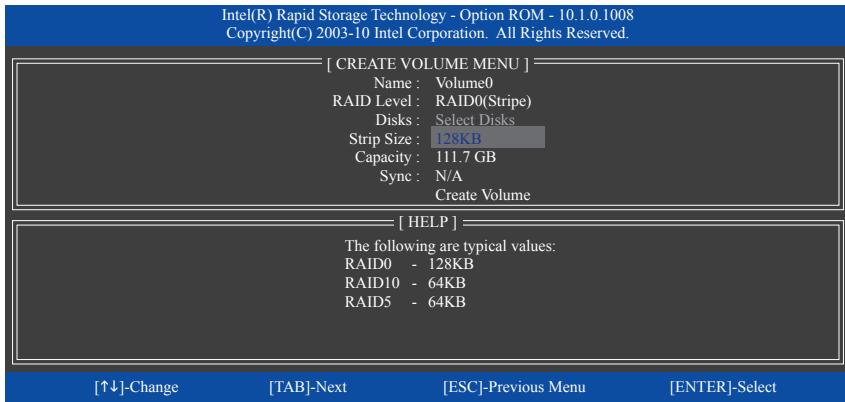 Intel(R) Rapid Storage Technology - Option ROM - 10.1.0.1008
Copyright(C) 2003-10 Intel Corporation. All Rights Reserved.
[ CREATE VOLUME MENU ]
Name : Volume0
RAID Level : RAID0(Stripe)
Disks : Select Disks
Strip Size : 128KB
Capacity : 111.7 GB
Sync : N/A
Create Volume
[ HELP ]
The following are typical values:
RAID0 - 128KB
RAID10 - 64KB
RAID5 - 64KB
[↑↓]-Change [TAB]-Next [ESC]-Previous Menu [ENTER]-Select